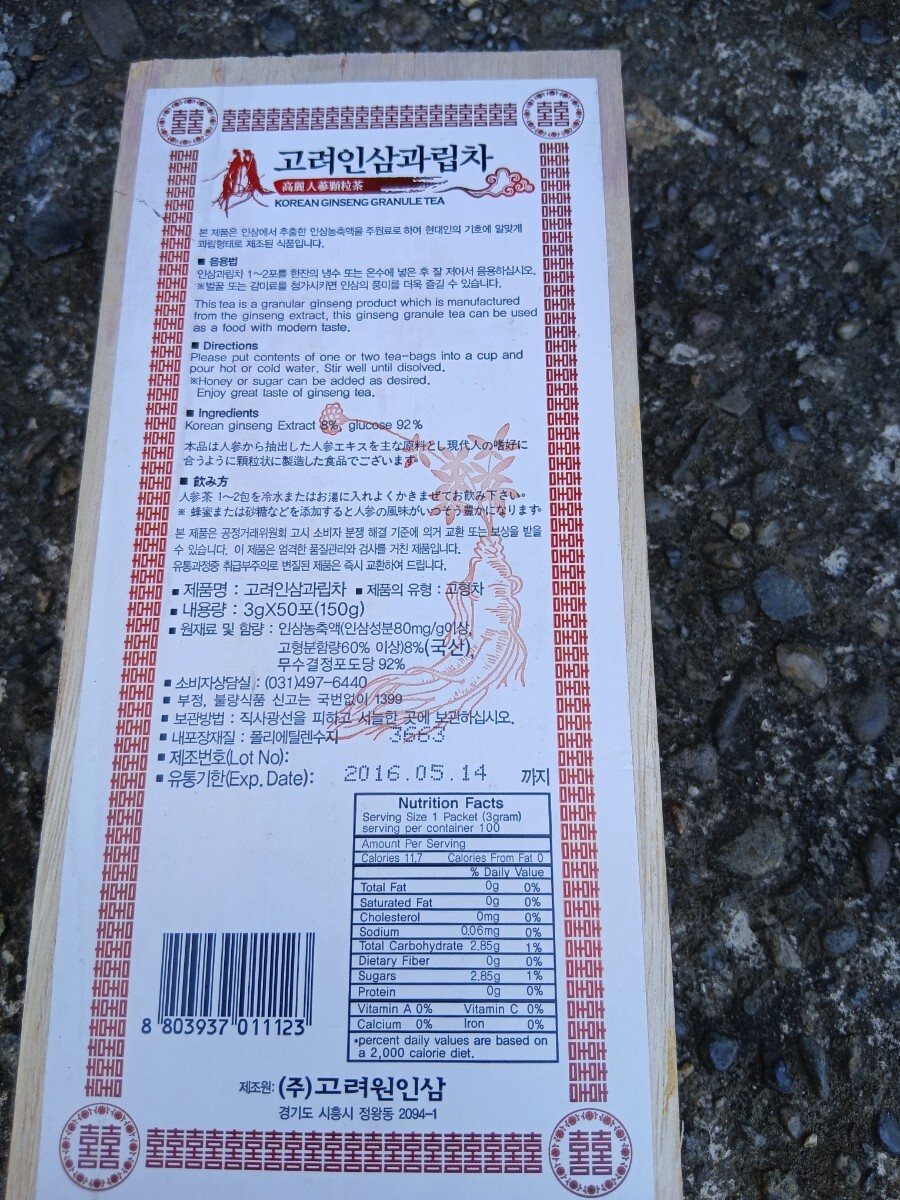 고려인삼과립차
高麗人蔘顆粒茶
KOREAN GINSENG GRANULE TEA
본 제품은 인삼에서 추출한 인삼농축액을 주원료로 하여 현대인의 기호에 알맞게
과립형태로 제조된 식품입니다.
■ 응용법
인삼과립차 1～2포를 한잔의 냉수 또는 온수에 넣은 후 잘 저어서 음용하십시오.
※벌꿀 또는 감미료를 첨가시키면 인삼의 풍미를 더욱 즐길 수 있습니다.
This tea is a granular ginseng product which is manufactured
from the ginseng extract, this ginseng granule tea can be used
as a food with modern taste.
■ Directions
Please put contents of one or two tea-bags into a cup and
pour hot or cold water. Stir well until disolved.
※Honey or sugar can be added as desired.
Enjoy great taste of ginseng tea.
■ Ingredients
Korean ginseng Extract 8%, glucose 92%
本品は人参から抽出した人参エキスを主な原料とし現代人の嗜好に
合うように顆粒状に製造した食品でございます。
■ 飲み方
人参茶 1～2包を冷水またはお湯に入れよくかきまぜてお飲み下さい。
※ 蜂蜜または砂糖などを添加すると人参の風味がいっそう豊かになります。
본 제품은 공정거래위원회 고시 소비자 분쟁 해결 기준에 의거 교환 또는 보상을 받을
수 있습니다. 이 제품은 엄격한 품질관리와 검사를 거친 제품입니다.
유통과정중 취급부주의로 변질된 제품은 즉시 교환하여 드립니다.
■ 제품명 : 고려인삼과립차 ■ 제품의 유형 : 고형차
■ 내용량 : 3gX50포(150g)
■ 원재료 및 함량 : 인삼농축액(인삼성분80mg/g이상,
고형분함량60% 이상)8%(국산),
무수결정포도당 92%
■ 소비자상담실 : (031)497-6440
■ 부정, 불량식품 신고는 국번없이 1399
■ 보관방법 : 직사광선을 피하고 서늘한 곳에 보관하십시오.
■ 내포장재질 : 폴리에틸렌수지 3663
■ 제조번호(Lot No):
■ 유통기한(Exp. Date): 2016.05.14 까지
Nutrition Facts
Serving Size 1 Packet (3gram)
serving per container 100
Amount Per Serving
Calories 11.7 Calories From Fat 0
% Daily Value
Total Fat 0g 0%
Saturated Fat 0g 0%
Cholesterol 0mg 0%
Sodium 0.06mg 0%
Total Carbohydrate 2.85g 1%
Dietary Fiber 0g 0%
Sugars 2.85g 1%
Protein 0g 0%
Vitamin A 0% Vitamin C 0%
Calcium 0% Iron 0%
*percent daily values are based on
a 2,000 calorie diet.
8 803937 011123
제조원: (주)고려원인삼
경기도 시흥시 정왕동 2094-1